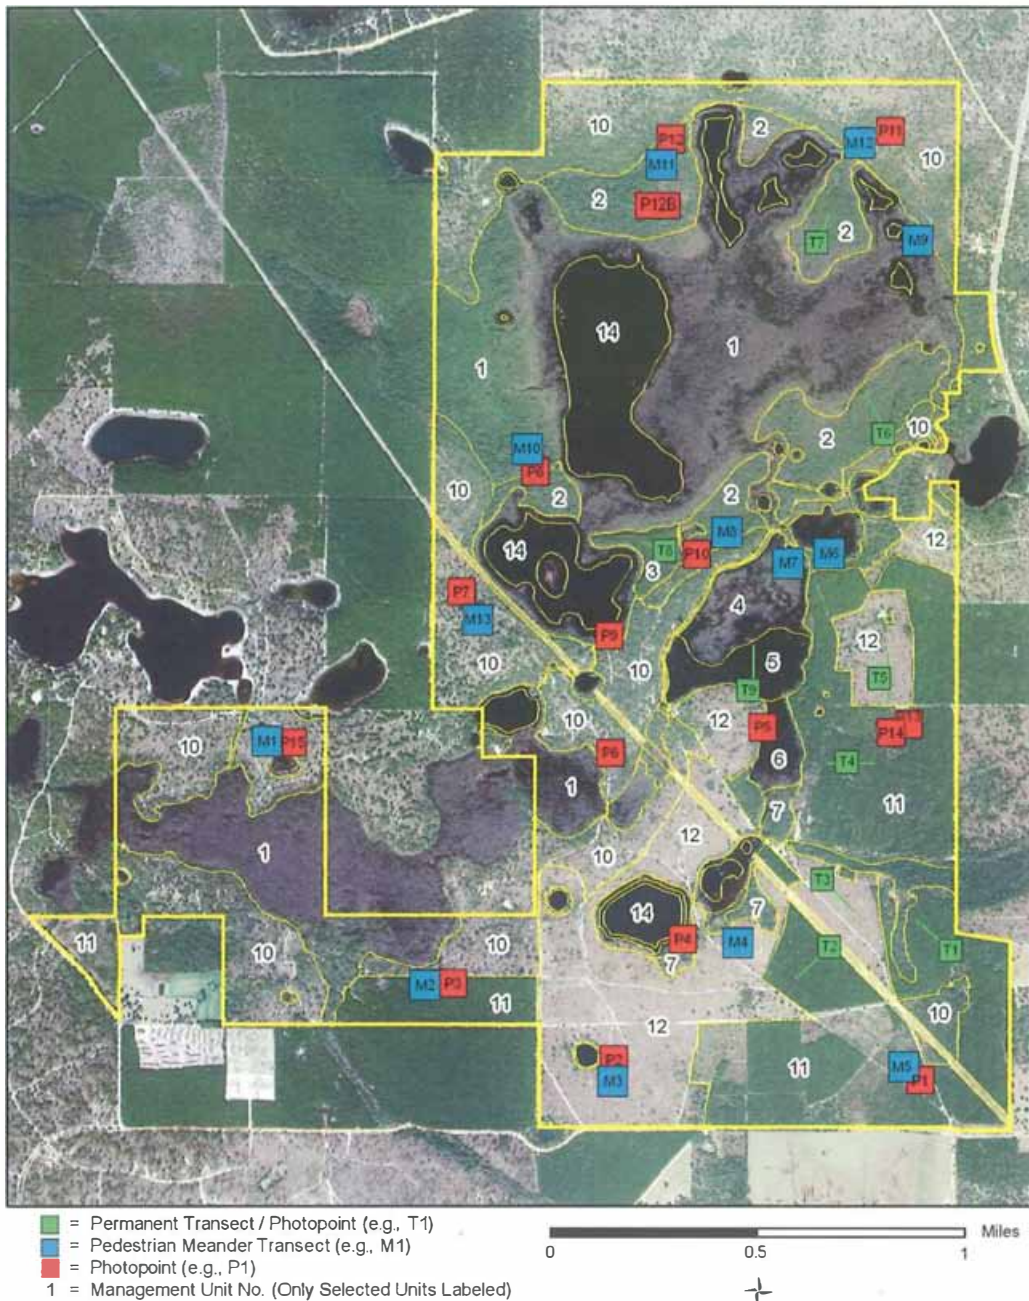 10
2
P12
M12
P11
M11
10
2
P12B
T7
2
M9
14
1
1
2
T6
10
M10
P8
10
2
2
M8
12
14
T8
P10
M7
M6
3
P7
4
M13
12
P9
10
10
5
T5
T9
10
12
P5
P13
P14
10
M1
P15
P6
6
T4
1
7
11
12
1
10
T3
14
7
11
10
10
P4
M4
T2
T1
7
M2
P3
11
10
12
P2
M3
11
M5
P1
= Permanent Transect / Photopoint (e.g., T1)
= Pedestrian Meander Transect (e.g., M1)
= Photopoint (e.g., P1)
1 = Management Unit No. (Only Selected Units Labeled)
Miles
0 0.5 1